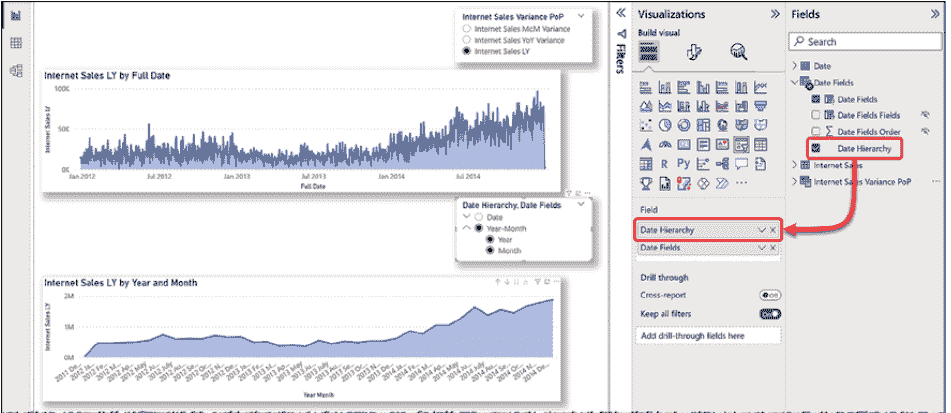 Internet Sales Variance PoP
Internet Sales MoM Variance
Internet Sales YoY Variance
Internet Sales LY
Internet Sales LY by Full Date
Internet Sales LY
100K
50K
0K
Jan 2012
Jul 2012
Jan 2013
Jul 2013
Jan 2014
Jul 2014
Full Date
Date Hierarchy, Date Fields
Date
Year-Month
Year
Month
Internet Sales LY by Year and Month
Internet Sales LY
2M
1M
0M
Year Month
Filters
Visualizations
Build visual
R
Py
Field
Date Hierarchy
Date Fields
Drill through
Cross-report
Keep all filters
Add drill-through fields here
Fields
Search
Date
Date Fields
Date Fields
Date Fields Fields
Date Fields Order
Date Hierarchy
Internet Sales
Internet Sales Variance PoP